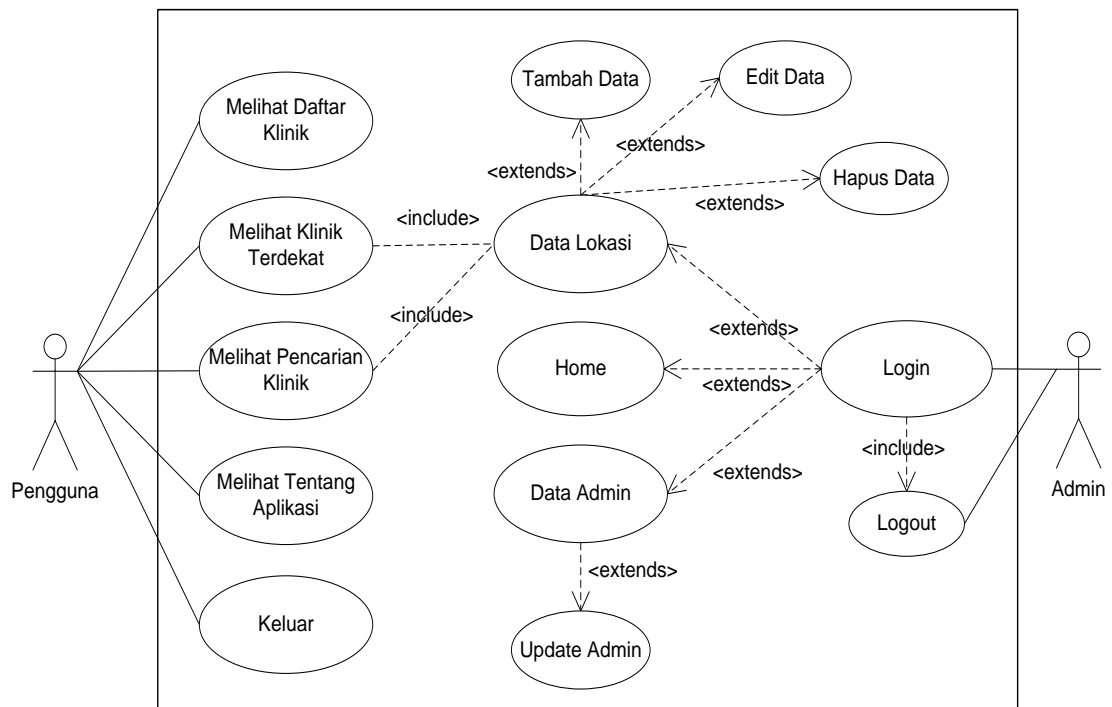 Tambah Data
Edit Data
Melihat Daftar
Klinik
<extends>
<extends>
Hapus Data
<extends>
<include>
Melihat Klinik
Terdekat
Data Lokasi
<include>
<extends>
Melihat Pencarian
Klinik
Home
<extends>
Login
<include>
<extends>
Melihat Tentang
Aplikasi
Data Admin
Pengguna
Admin
Logout
<extends>
Keluar
Update Admin